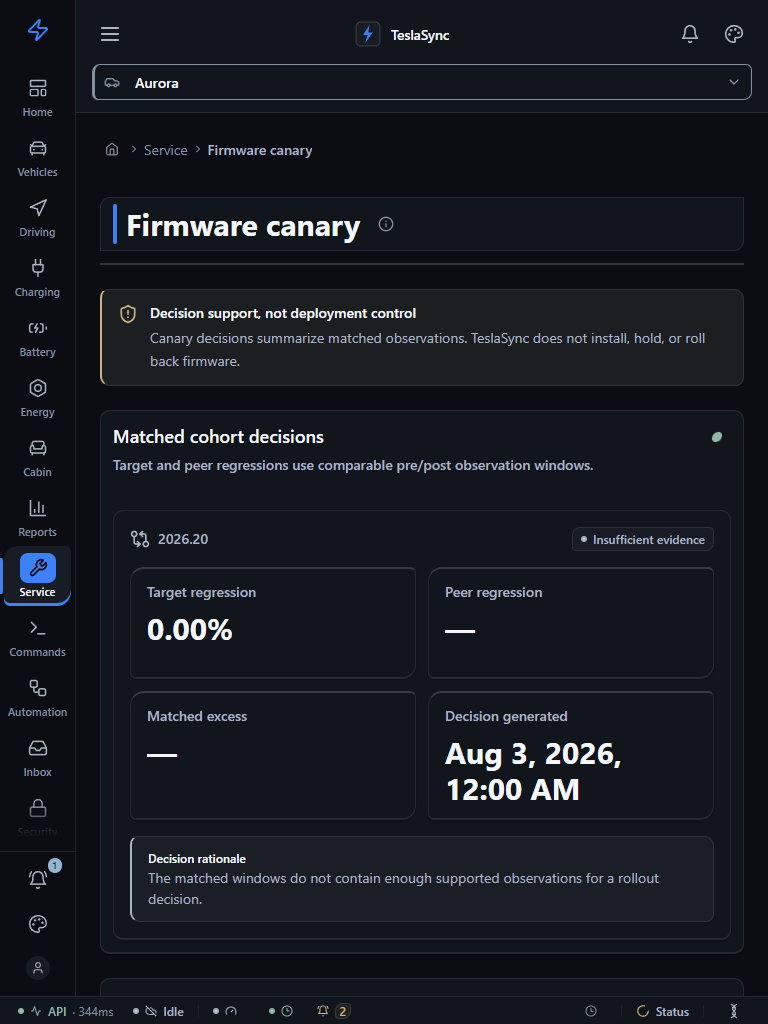 TeslaSync
Aurora
Home
Vehicles
Driving
Charging
Battery
Energy
Cabin
Reports
Service
Commands
Automation
Inbox
Security
1
Service
Firmware canary
Firmware canary
Decision support, not deployment control
Canary decisions summarize matched observations. TeslaSync does not install, hold, or roll
back firmware.
Matched cohort decisions
Target and peer regressions use comparable pre/post observation windows.
2026.20
Insufficient evidence
Target regression
0.00%
Peer regression
—
Matched excess
—
Decision generated
Aug 3, 2026,
12:00 AM
Decision rationale
The matched windows do not contain enough supported observations for a rollout
decision.
API · 344ms
Idle
2
Status